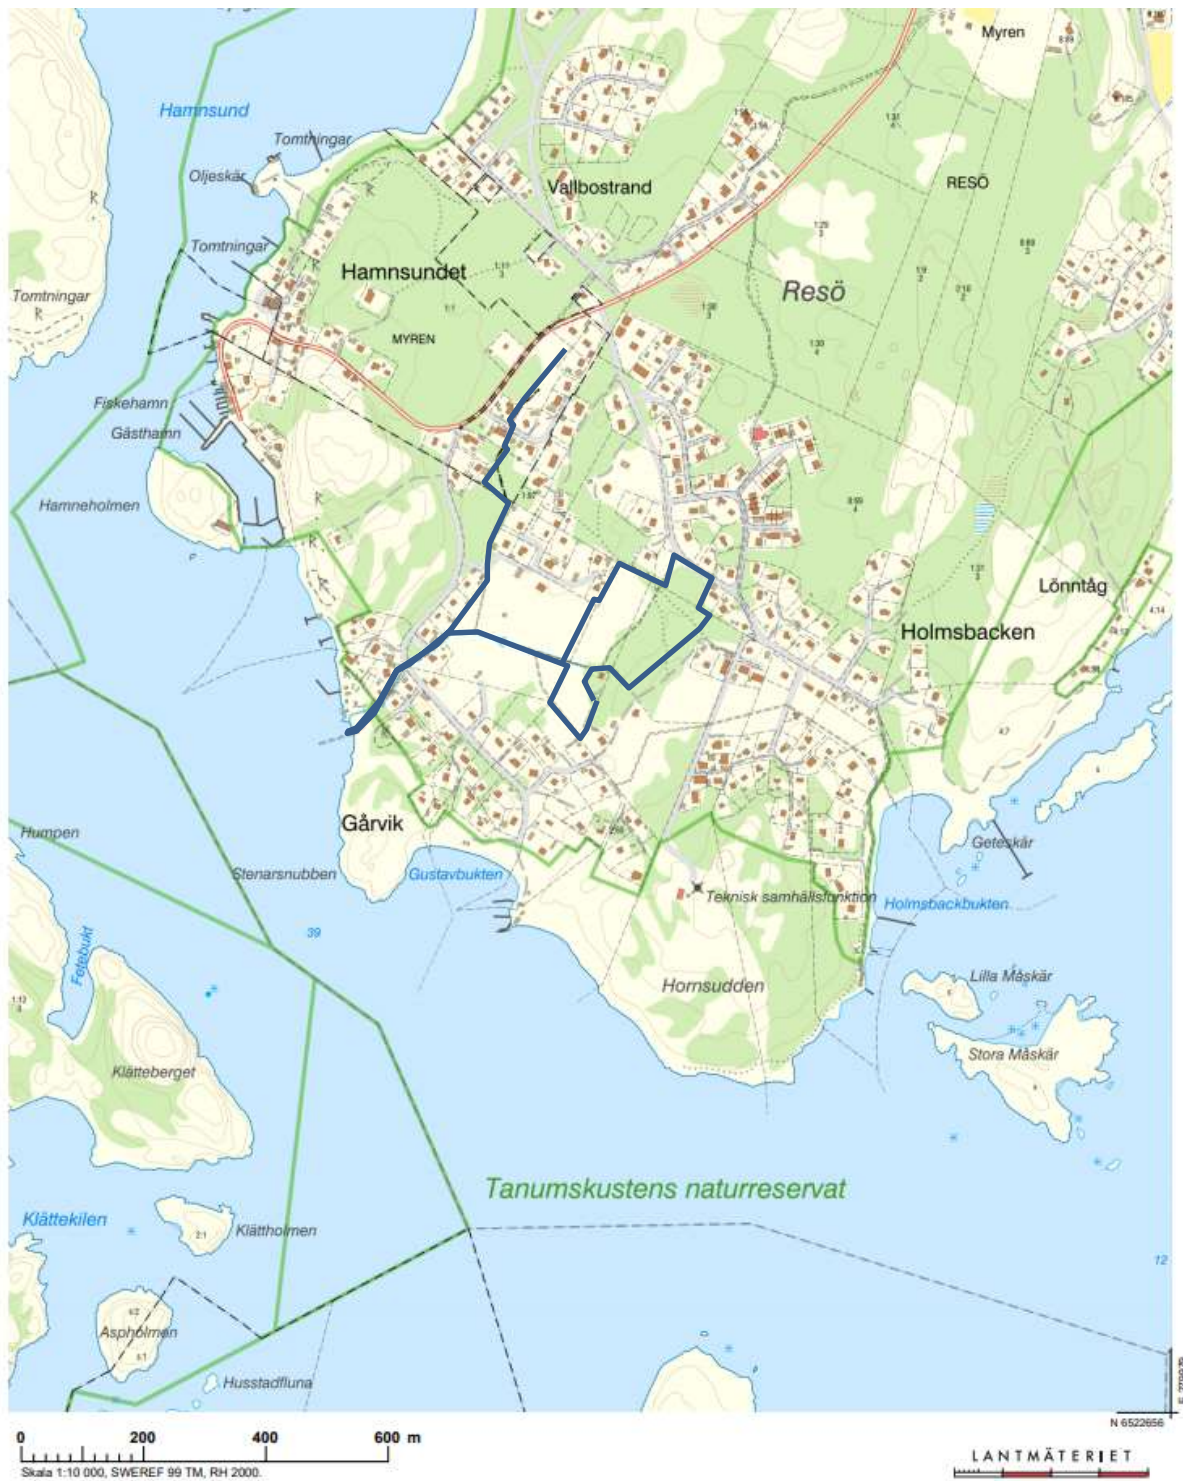 Myren
Hamnsund
Tomtningar
Oljeskär
Vallbostrand
RESÖ
Tomtningar
Hamnsundet
Resö
Tomtningar
R
MYREN
Fiskehamn
Gästhamn
Hamneholmen
Lönntåg
Holmsbacken
Gårvik
Humpen
Geteskär
Stenarsnubben
Gustavbukten
Teknisk samhällsfunktion
Holmsbackbukten
39
Fetebukt
Lilla Måskär
Hornsudden
Stora Måskär
Klätteberget
Tanumskustens naturreservat
Klättekilen
Klättholmen
12
Aspholmen
Husstadfluna
N 6522656
0 200 400 600 m
Skala 1:10 000, SWEREF 99 TM, RH 2000.
LANTMÄTERIET